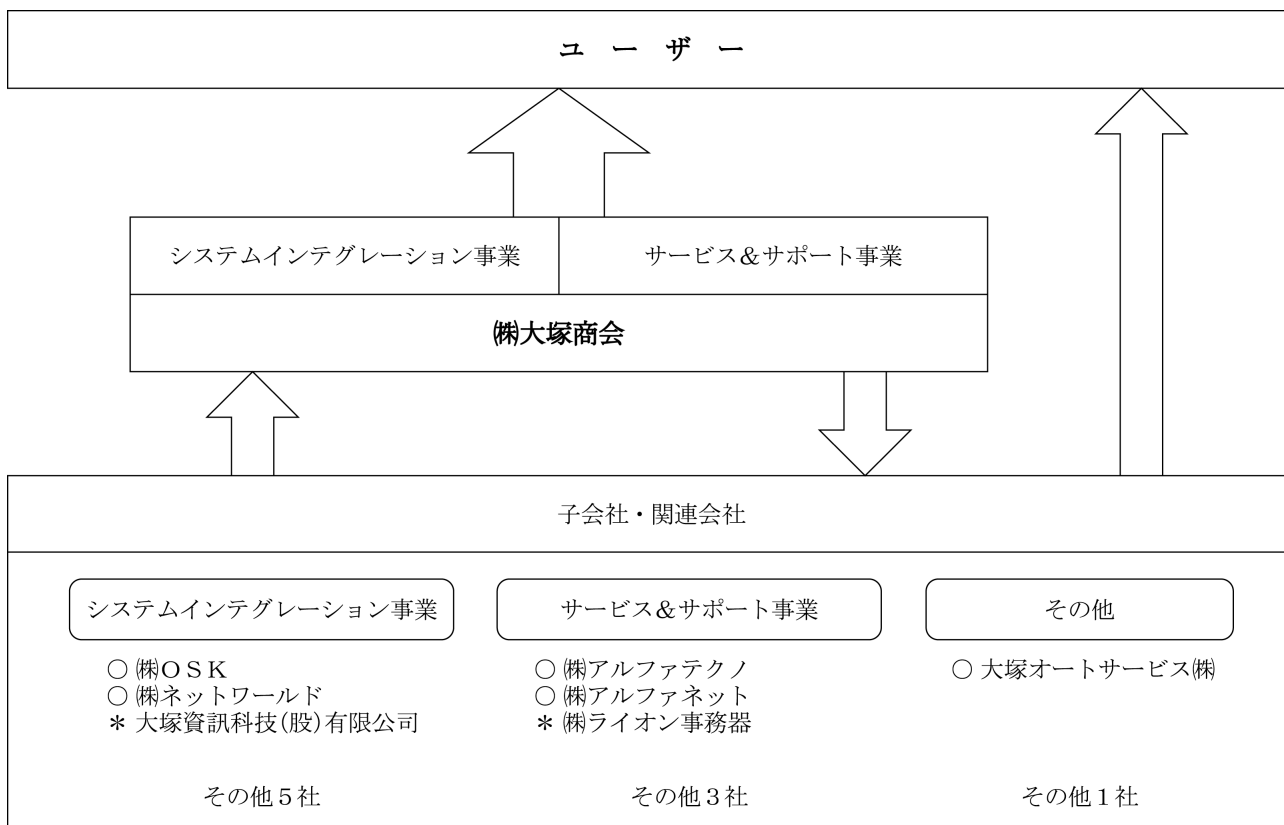 ユ ー ザ ー
システムインテグレーション事業
サービス&サポート事業
㈱大塚商会
子会社・関連会社
システムインテグレーション事業
○ ㈱ＯＳＫ
○ ㈱ネットワールド
＊ 大塚資訊科技(股)有限公司
その他５社
サービス&サポート事業
○ ㈱アルファテクノ
○ ㈱アルファネット
＊ ㈱ライオン事務器
その他３社
その他
○ 大塚オートサービス㈱
その他１社